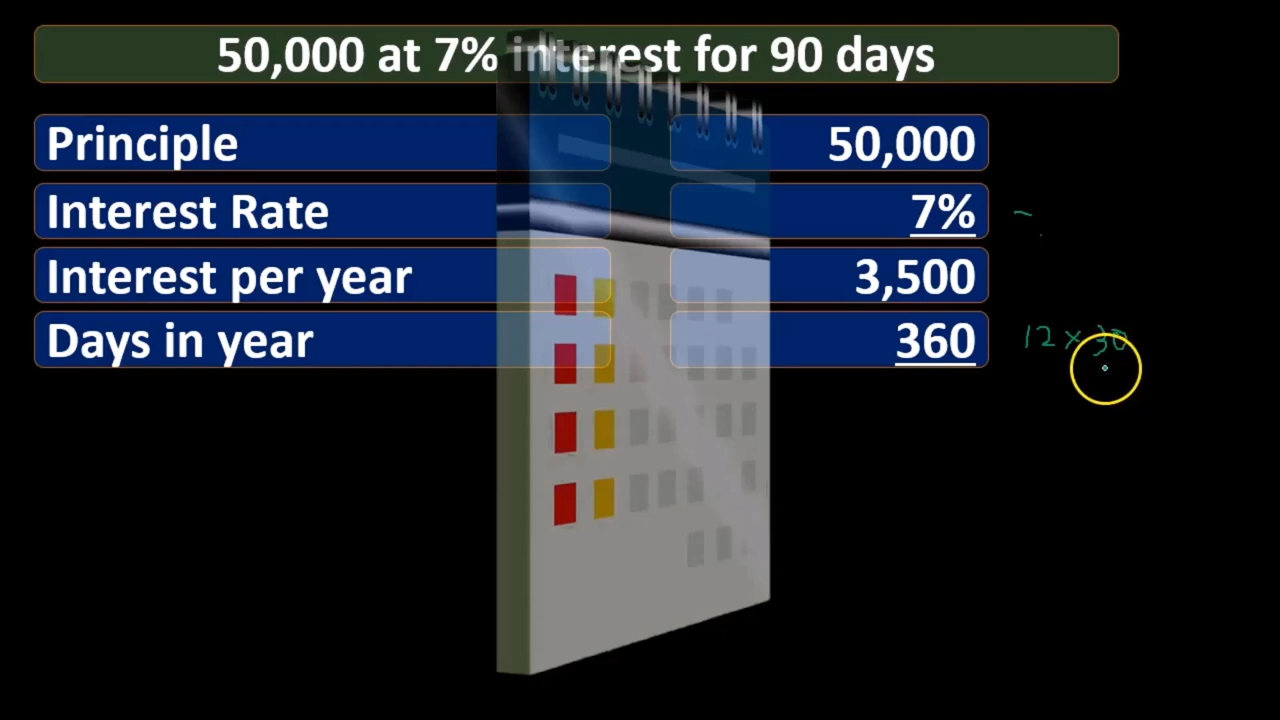 50,000 at 7% interest for 90 days
Principle 50,000
Interest Rate 7%
Interest per year 3,500
Days in year 360 12 x 30